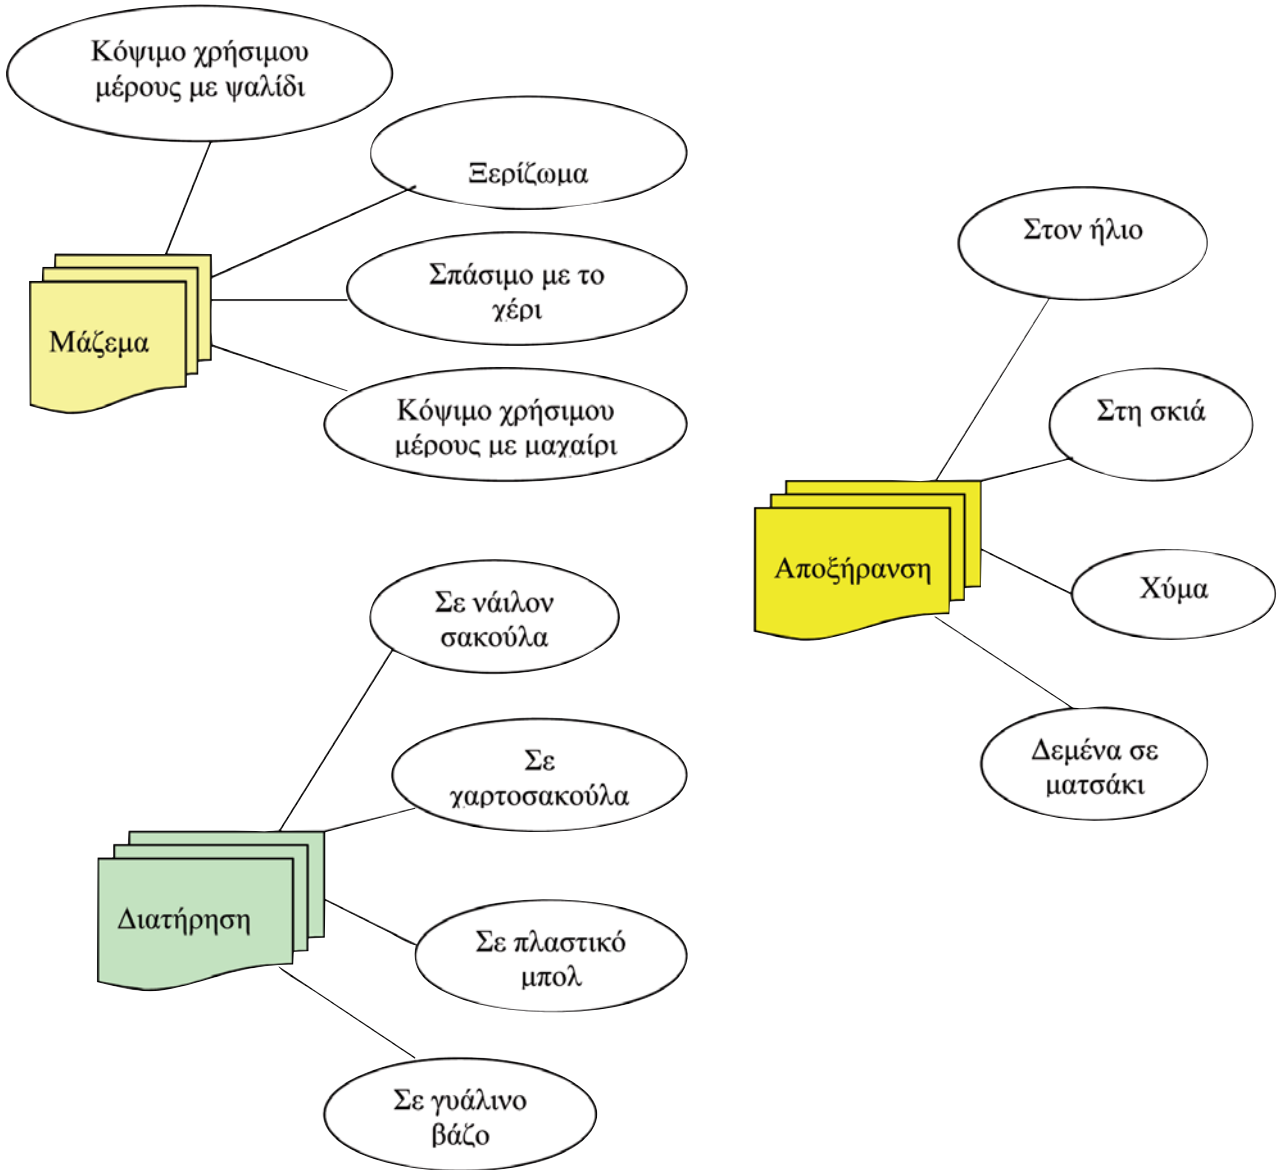 Κόψιμο χρήσιμου
μέρους με ψαλίδι
Ξερίζωμα
Σπάσιμο με το
χέρι
Μάζεμα
Κόψιμο χρήσιμου
μέρους με μαχαίρι
Στον ήλιο
Στη σκιά
Αποξήρανση
Χύμα
Δεμένα σε
ματσάκι
Σε νάιλον
σακούλα
Σε
χαρτοσακούλα
Διατήρηση
Σε πλαστικό
μπολ
Σε γυάλινο
βάζο